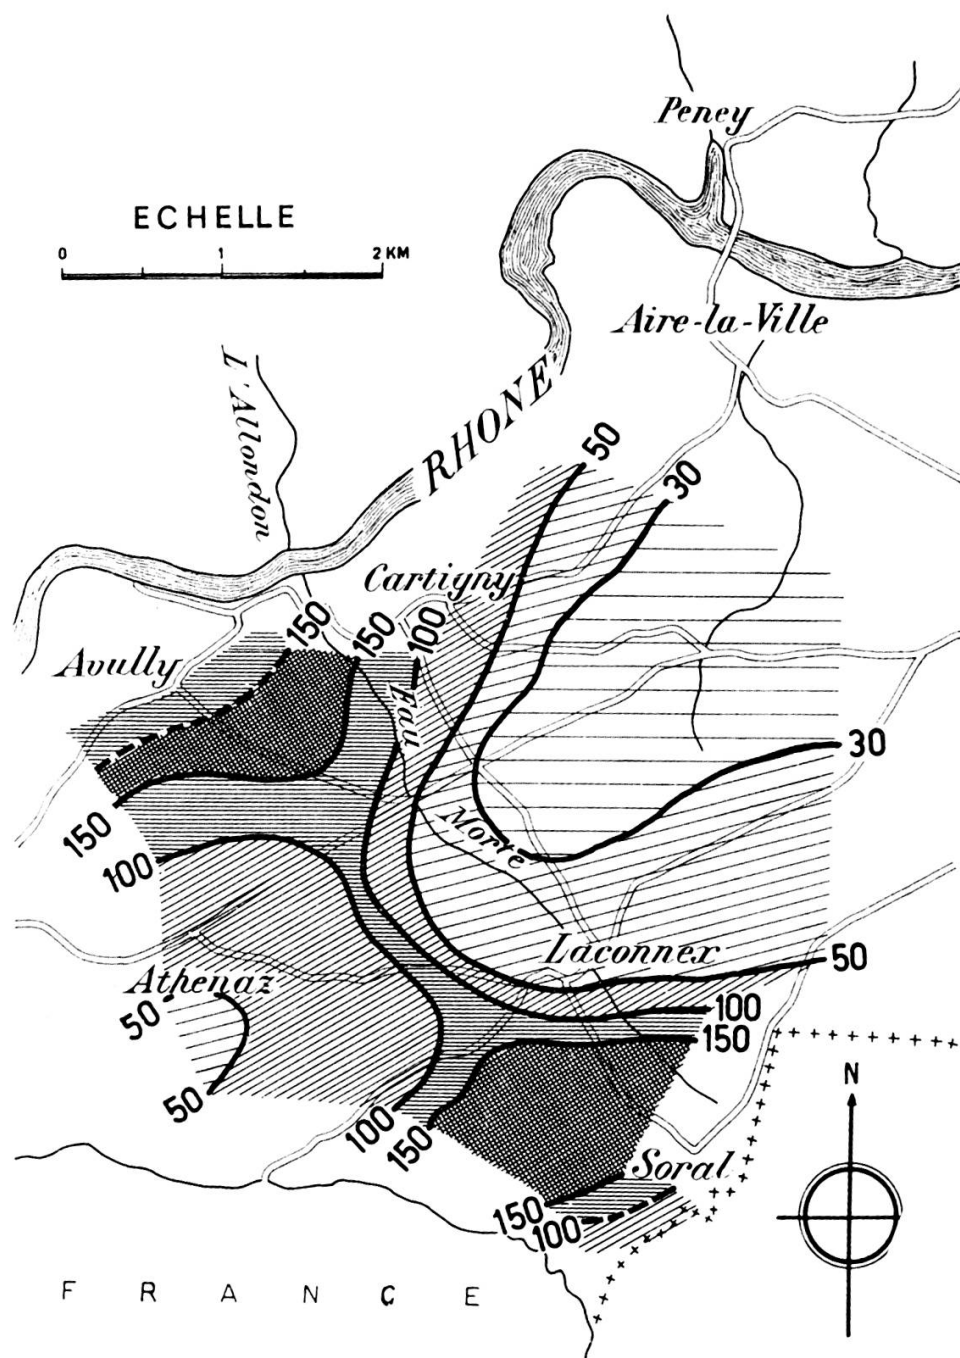 Peney
ECHELLE
0 1 2 KM
Aire-la-Ville
L'Allondon
RHONE
50
30
Cartigny
150
150
100
Avully
Eau
30
150
Morte
100
Laconnex
50
Athenaz
50
100
150
N
50
100
150
Soral
150
100
FRANCE